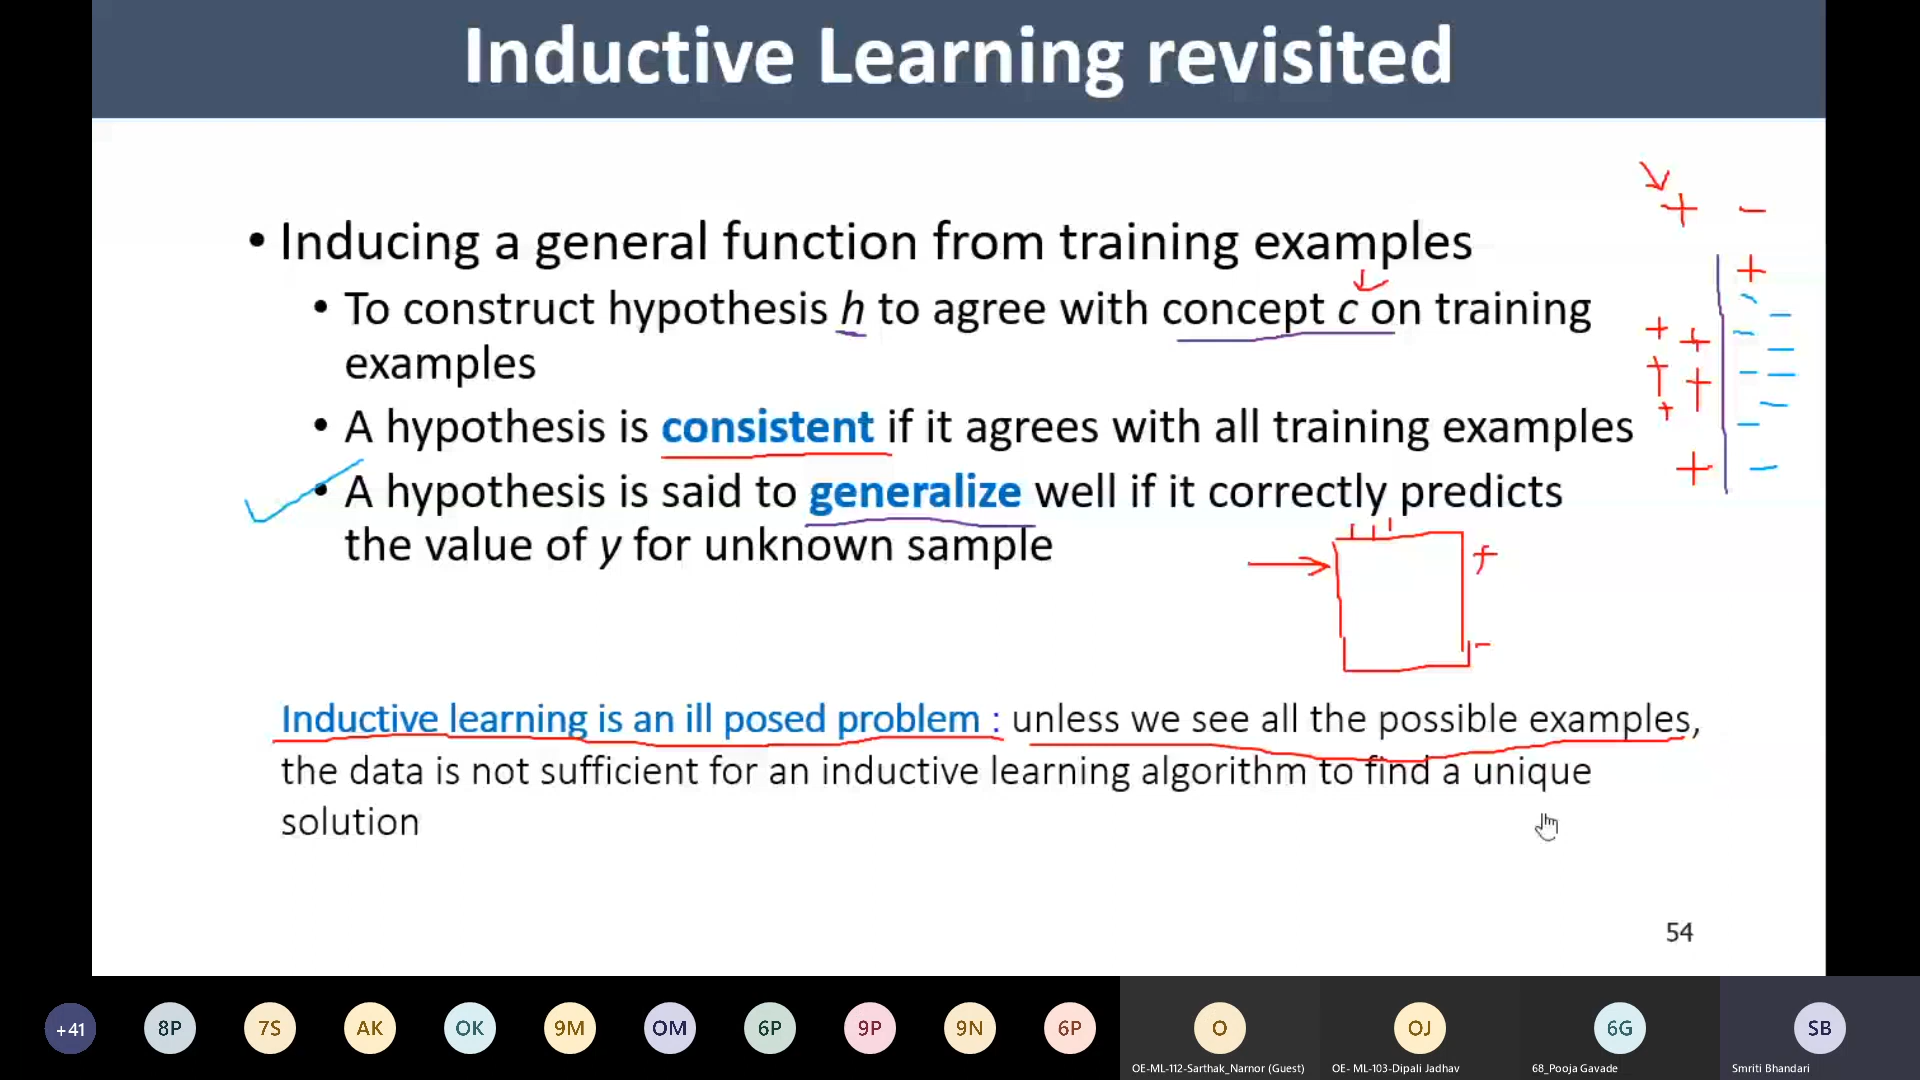 Inductive Learning revisited
• Inducing a general function from training examples
• To construct hypothesis h to agree with concept c on training
examples
• A hypothesis is consistent if it agrees with all training examples
• A hypothesis is said to generalize well if it correctly predicts
the value of y for unknown sample
+ -
+
+ +
+ +
+
+ -
+
-
Inductive learning is an ill posed problem : unless we see all the possible examples,
the data is not sufficient for an inductive learning algorithm to find a unique
solution
54
+41 8P 7S AK OK 9M OM 6P 9P 9N 6P O OJ 6G SB
OE-ML-112-Sarthak_Narnor (Guest) OE- ML-103-Dipali Jadhav 68_Pooja Gavade Smriti Bhandari